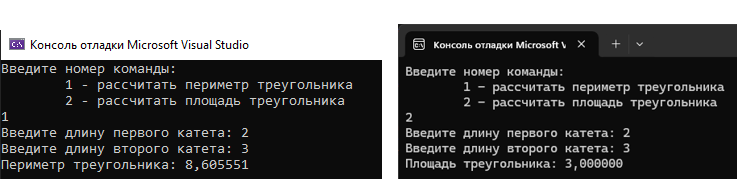 Консоль отладки Microsoft Visual Studio
Введите номер команды:
1 - рассчитать периметр треугольника
2 - рассчитать площадь треугольника
1
Введите длину первого катета: 2
Введите длину второго катета: 3
Периметр треугольника: 8,605551
Консоль отладки Microsoft V
Введите номер команды:
1 - рассчитать периметр треугольника
2 - рассчитать площадь треугольника
2
Введите длину первого катета: 2
Введите длину второго катета: 3
Площадь треугольника: 3,000000